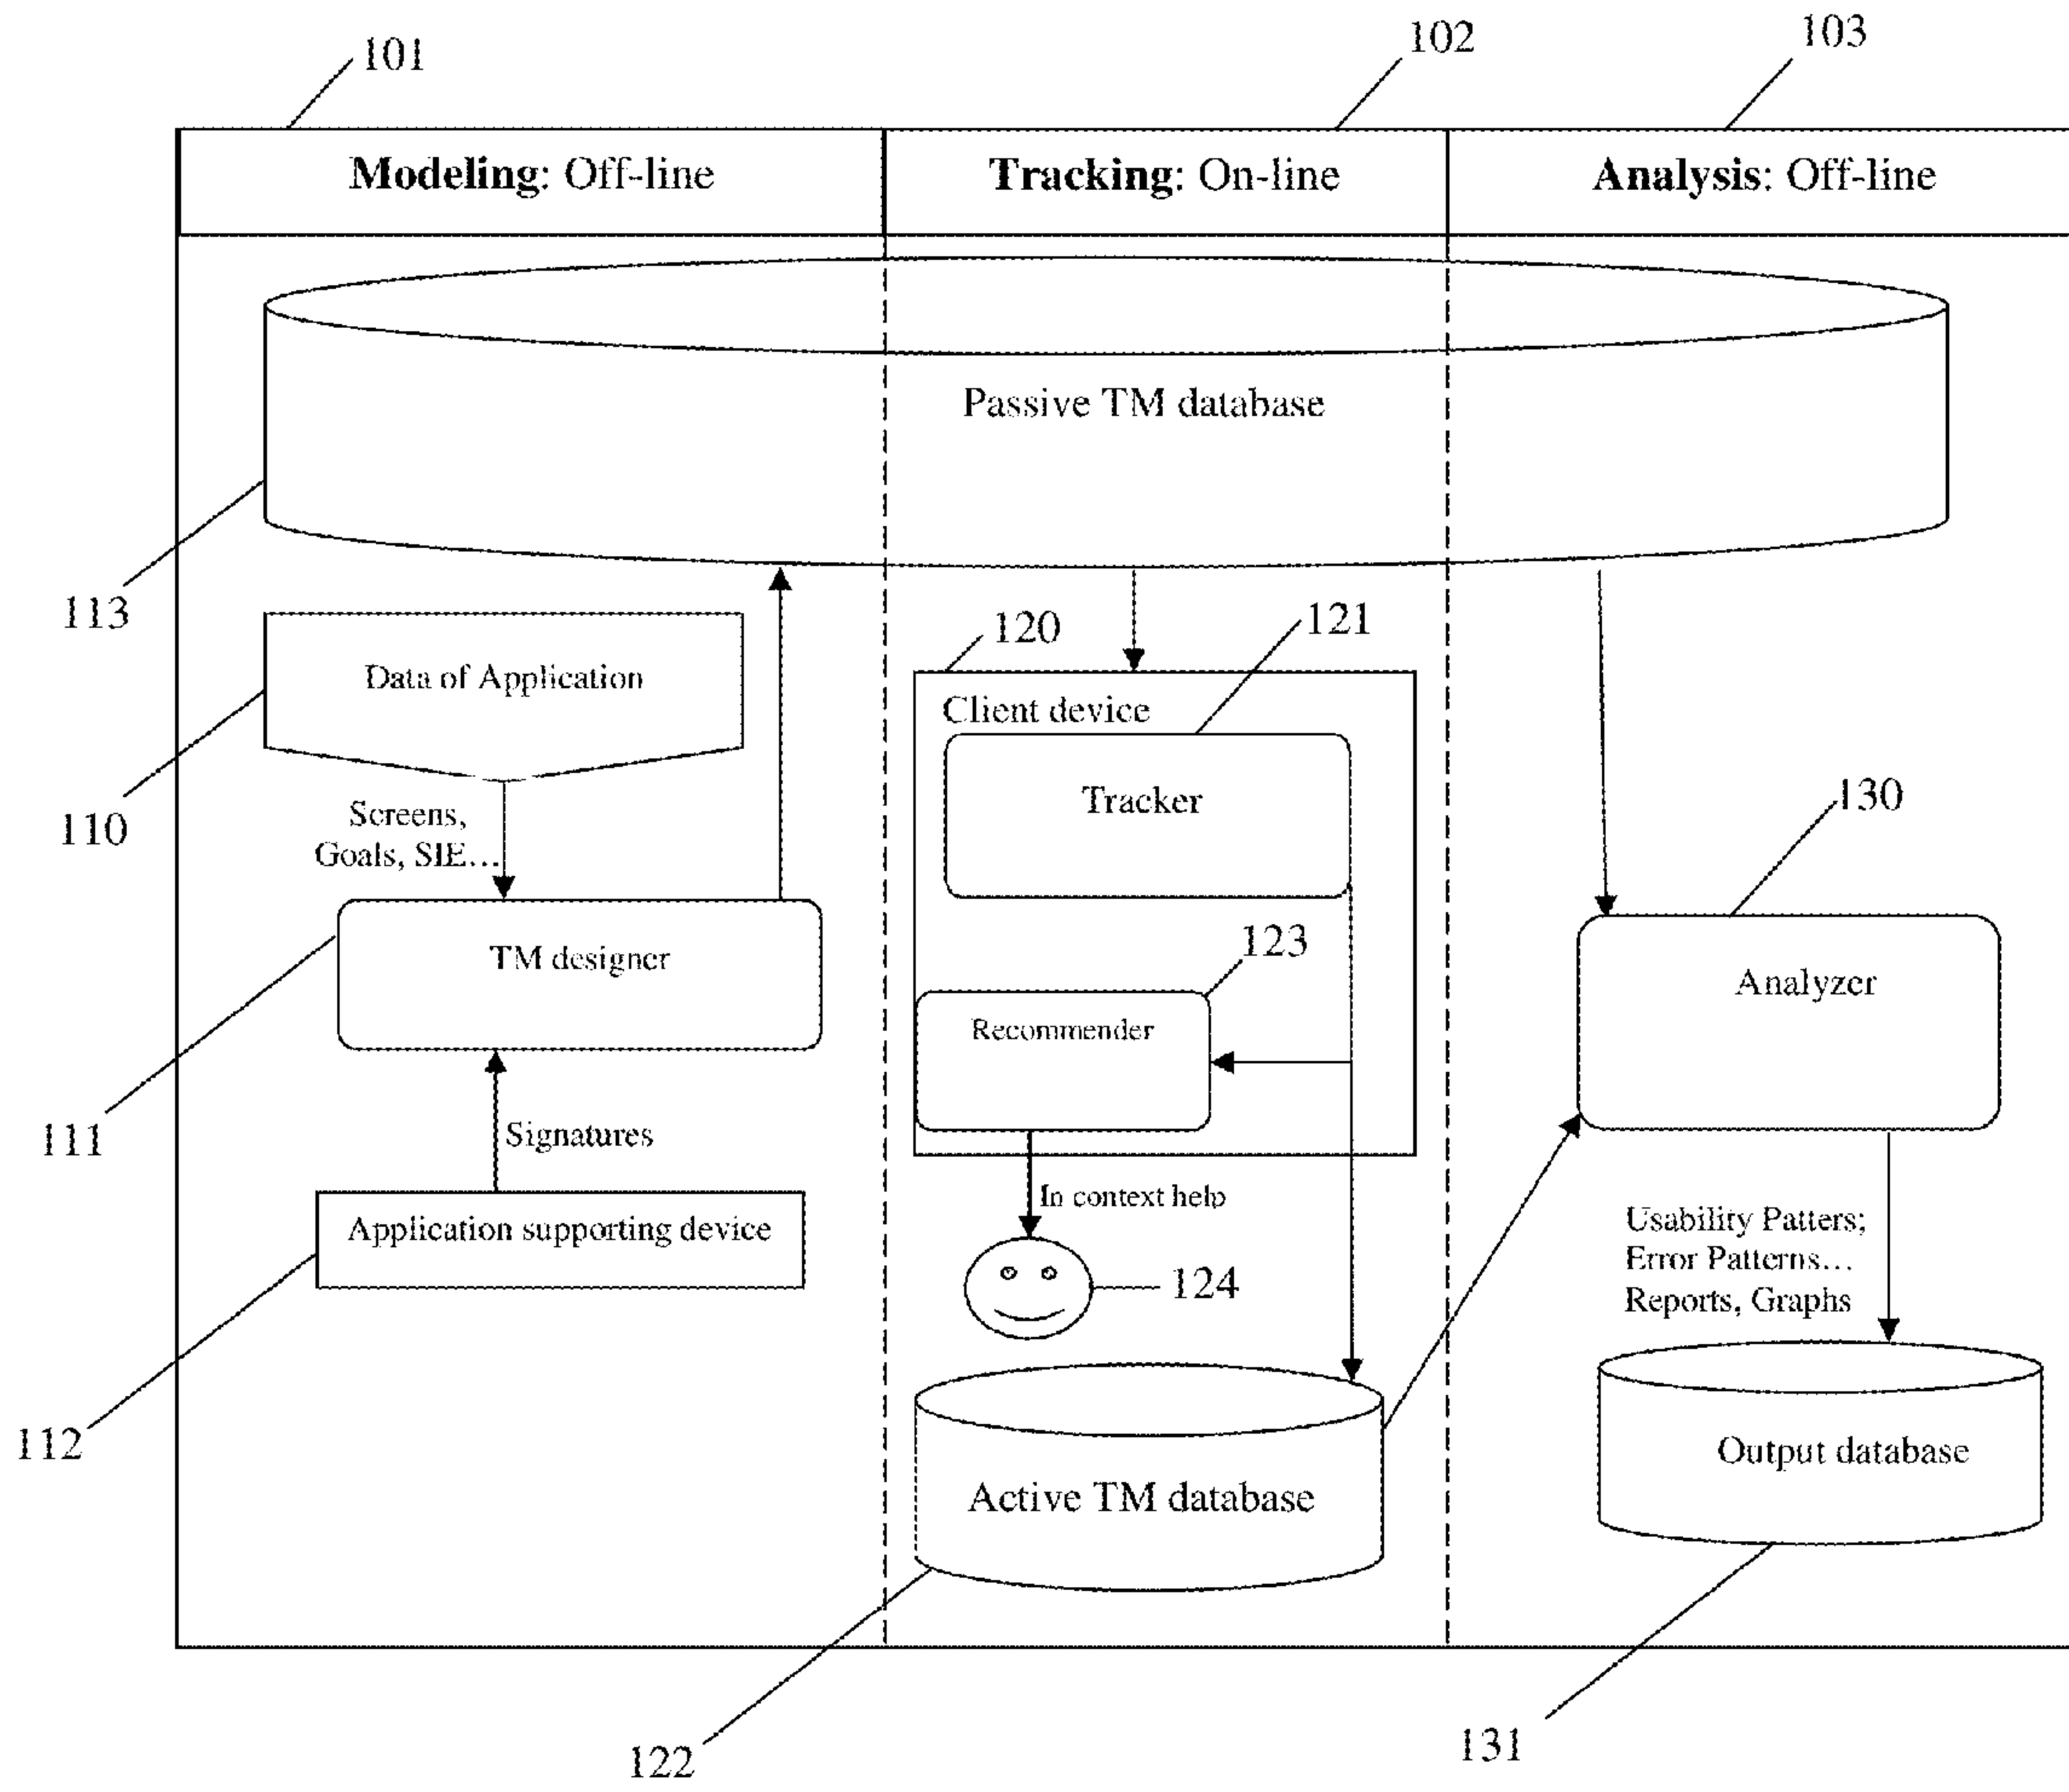 101
102
103
Modeling: Off-line
Tracking: On-line
Analysis: Off-line
Passive TM database
113
120
121
Data of Application
Client device
110
Screens,
Goals, SIE...
Tracker
130
TM designer
123
Analyzer
Recommender
111
Signatures
In context help
Application supporting device
Usability Patters;
Error Patterns...
Reports, Graphs
124
112
Output database
Active TM database
122
131